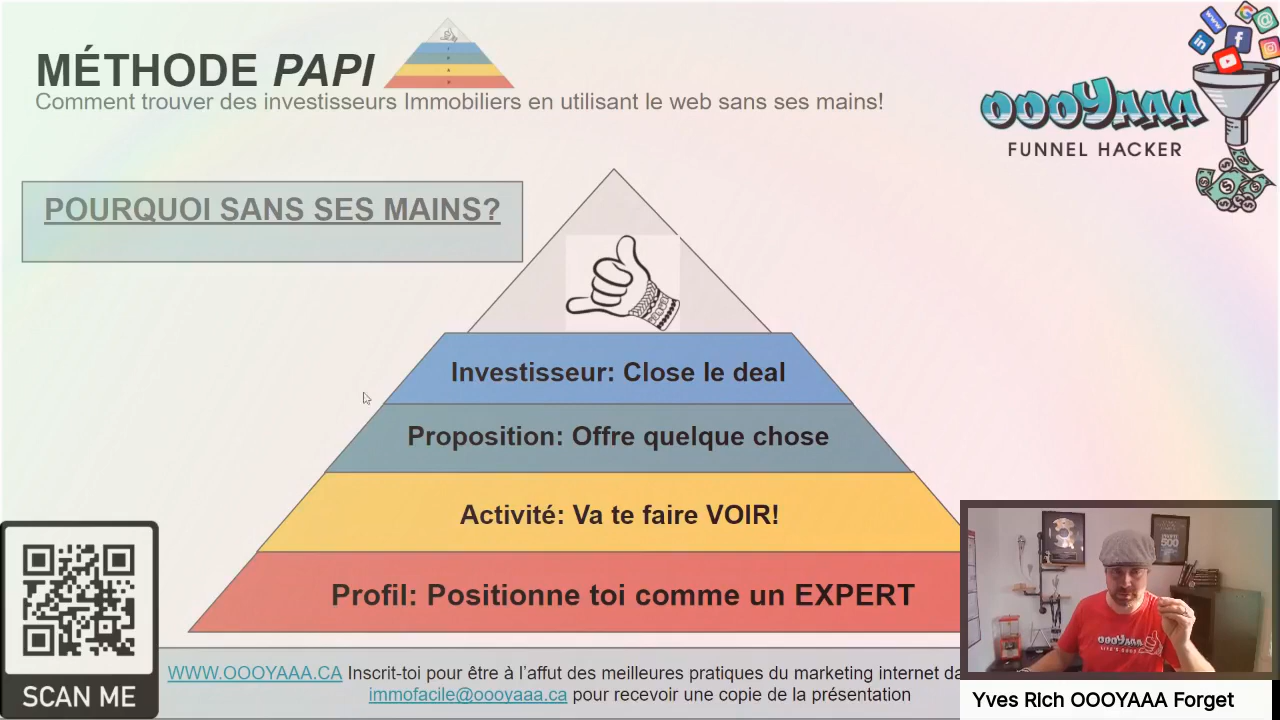 MÉTHODE PAPI
Comment trouver des investisseurs Immobiliers en utilisant le web sans ses mains!
OOOYAAA
FUNNEL HACKER
POURQUOI SANS SES MAINS?
Investisseur: Close le deal
Proposition: Offre quelque chose
Activité: Va te faire VOIR!
Profil: Positionne toi comme un EXPERT
WWW.OOOYAAA.CA Inscrit-toi pour être à l'affut des meilleures pratiques du marketing internet da
immofacile@oooyaaa.ca pour recevoir une copie de la présentation
SCAN ME
500
OOOYAAA
Yves RIch OOOYAAA Forget